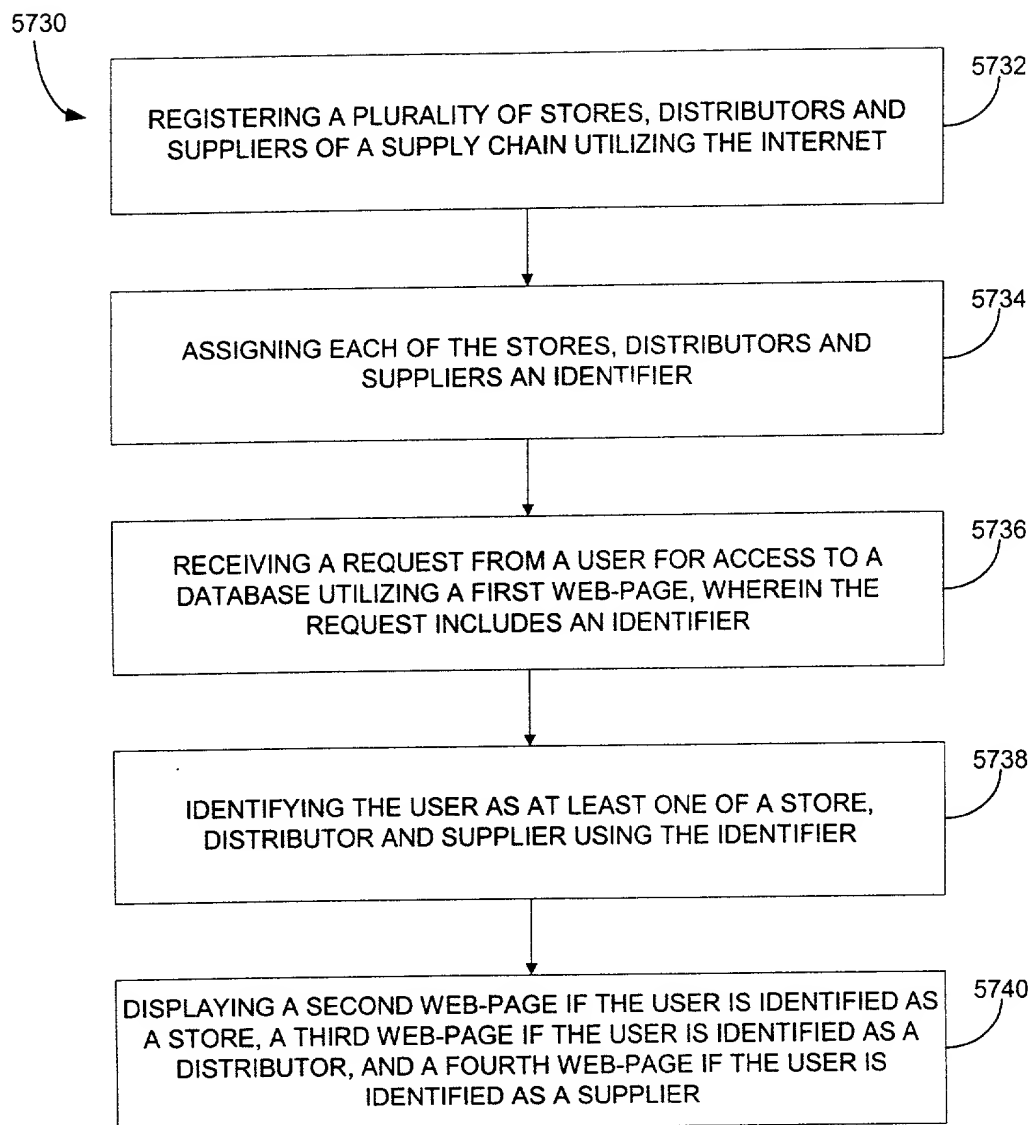 5730
5732
REGISTERING A PLURALITY OF STORES, DISTRIBUTORS AND
SUPPLIERS OF A SUPPLY CHAIN UTILIZING THE INTERNET
5734
ASSIGNING EACH OF THE STORES, DISTRIBUTORS AND
SUPPLIERS AN IDENTIFIER
5736
RECEIVING A REQUEST FROM A USER FOR ACCESS TO A
DATABASE UTILIZING A FIRST WEB-PAGE, WHEREIN THE
REQUEST INCLUDES AN IDENTIFIER
5738
IDENTIFYING THE USER AS AT LEAST ONE OF A STORE,
DISTRIBUTOR AND SUPPLIER USING THE IDENTIFIER
5740
DISPLAYING A SECOND WEB-PAGE IF THE USER IS IDENTIFIED AS
A STORE, A THIRD WEB-PAGE IF THE USER IS IDENTIFIED AS A
DISTRIBUTOR, AND A FOURTH WEB-PAGE IF THE USER IS
IDENTIFIED AS A SUPPLIER